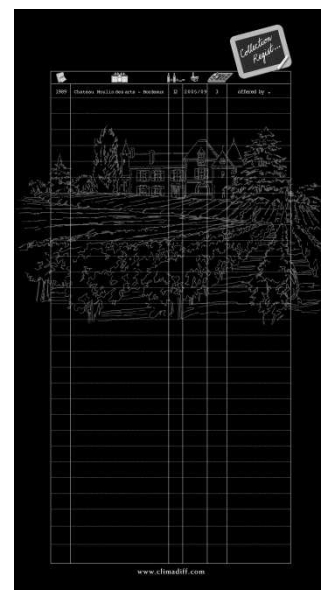 Collection
Regist...
1989 Chateau Moulin des arts - Bordeaux 12 2005/09 3 offered by
www.climadiff.com